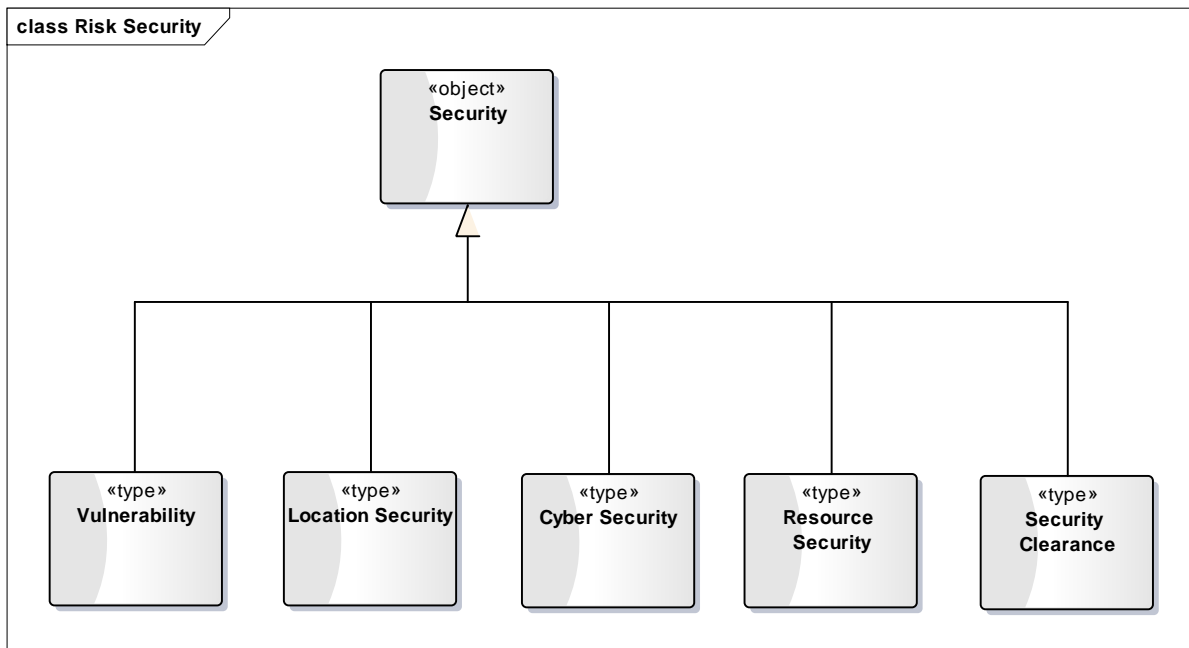 class Risk Security
«object»
Security
«type»
Vulnerability
«type»
Location Security
«type»
Cyber Security
«type»
Resource
Security
«type»
Security
Clearance